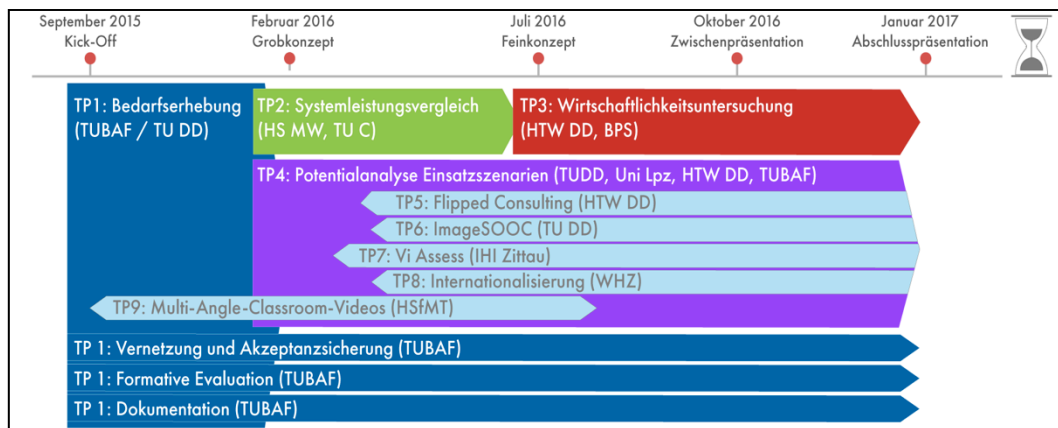 September 2015
Kick-Off
Februar 2016
Grobkonzept
Juli 2016
Feinkonzept
Oktober 2016
Zwischenpräsentation
Januar 2017
Abschlusspräsentation
TP1: Bedarfserhebung
(TUBAF / TU DD)
TP2: Systemleistungsvergleich
(HS MW, TU C)
TP3: Wirtschaftlichkeitsuntersuchung
(HTW DD, BPS)
TP4: Potentialanalyse Einsatzszenarien (TUDD, Uni Lpz, HTW DD, TUBAF)
TP5: Flipped Consulting (HTW DD)
TP6: ImageSOOC (TU DD)
TP7: Vi Assess (IHI Zittau)
TP8: Internationalisierung (WHZ)
TP9: Multi-Angle-Classroom-Videos (HSfMT)
TP 1: Vernetzung und Akzeptanzsicherung (TUBAF)
TP 1: Formative Evaluation (TUBAF)
TP 1: Dokumentation (TUBAF)